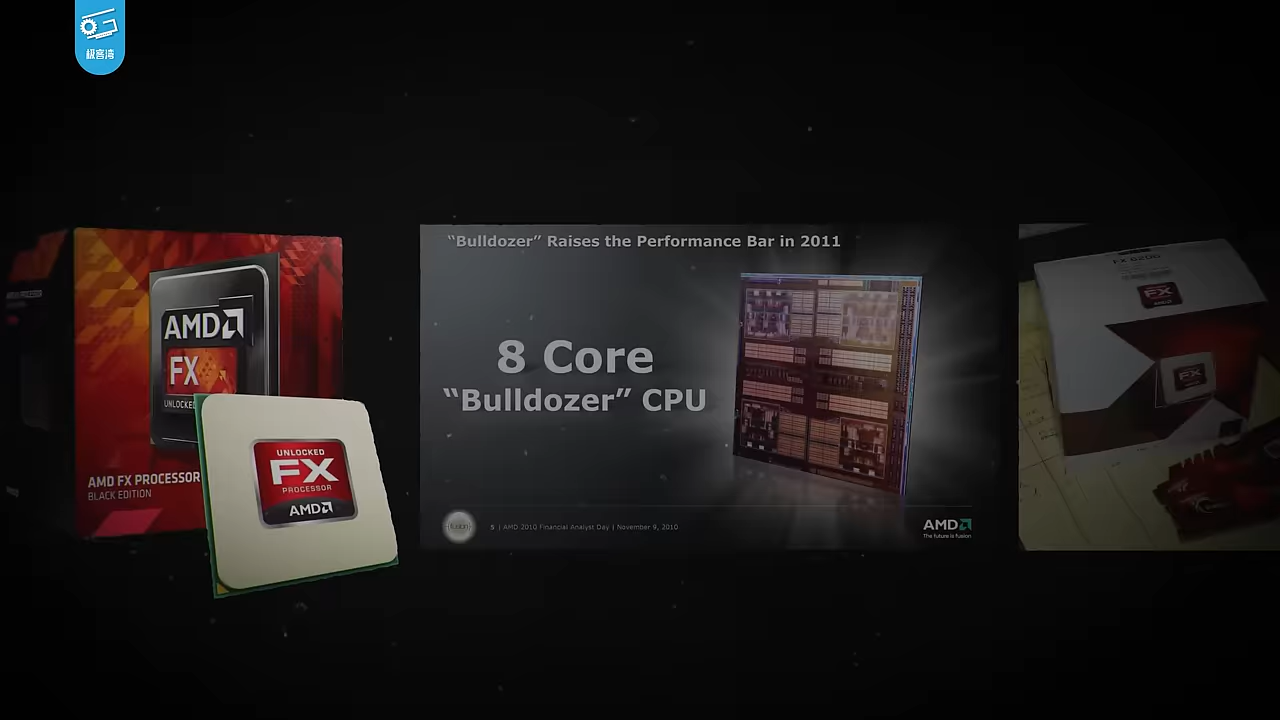 极客湾
AMD
FX
UNLOCKED
AMD FX PROCESSOR
BLACK EDITION
UNLOCKED
FX
PROCESSOR
AMD
“Bulldozer” Raises the Performance Bar in 2011
8 Core
“Bulldozer” CPU
5 | AMD 2010 Financial Analyst Day | November 9, 2010
AMD
The future is fusion
FX
FX